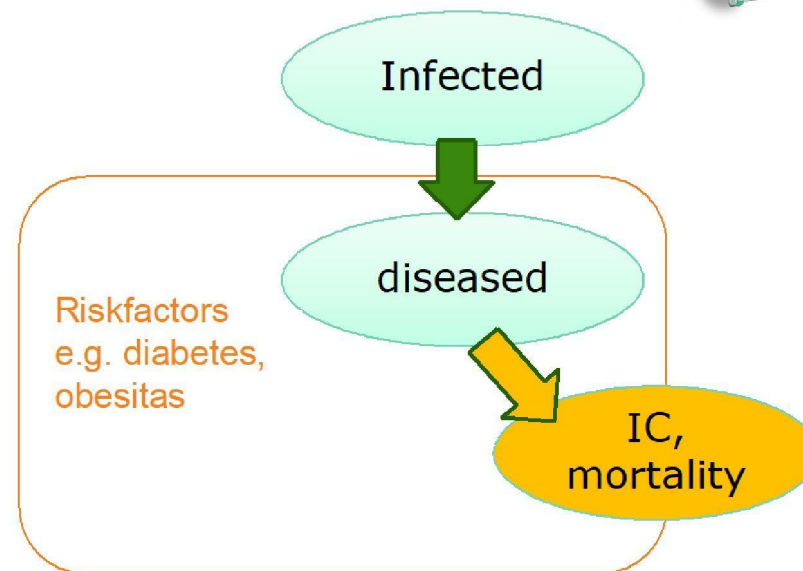 Infected
diseased
Riskfactors
e.g. diabetes,
obesitas
IC,
mortality